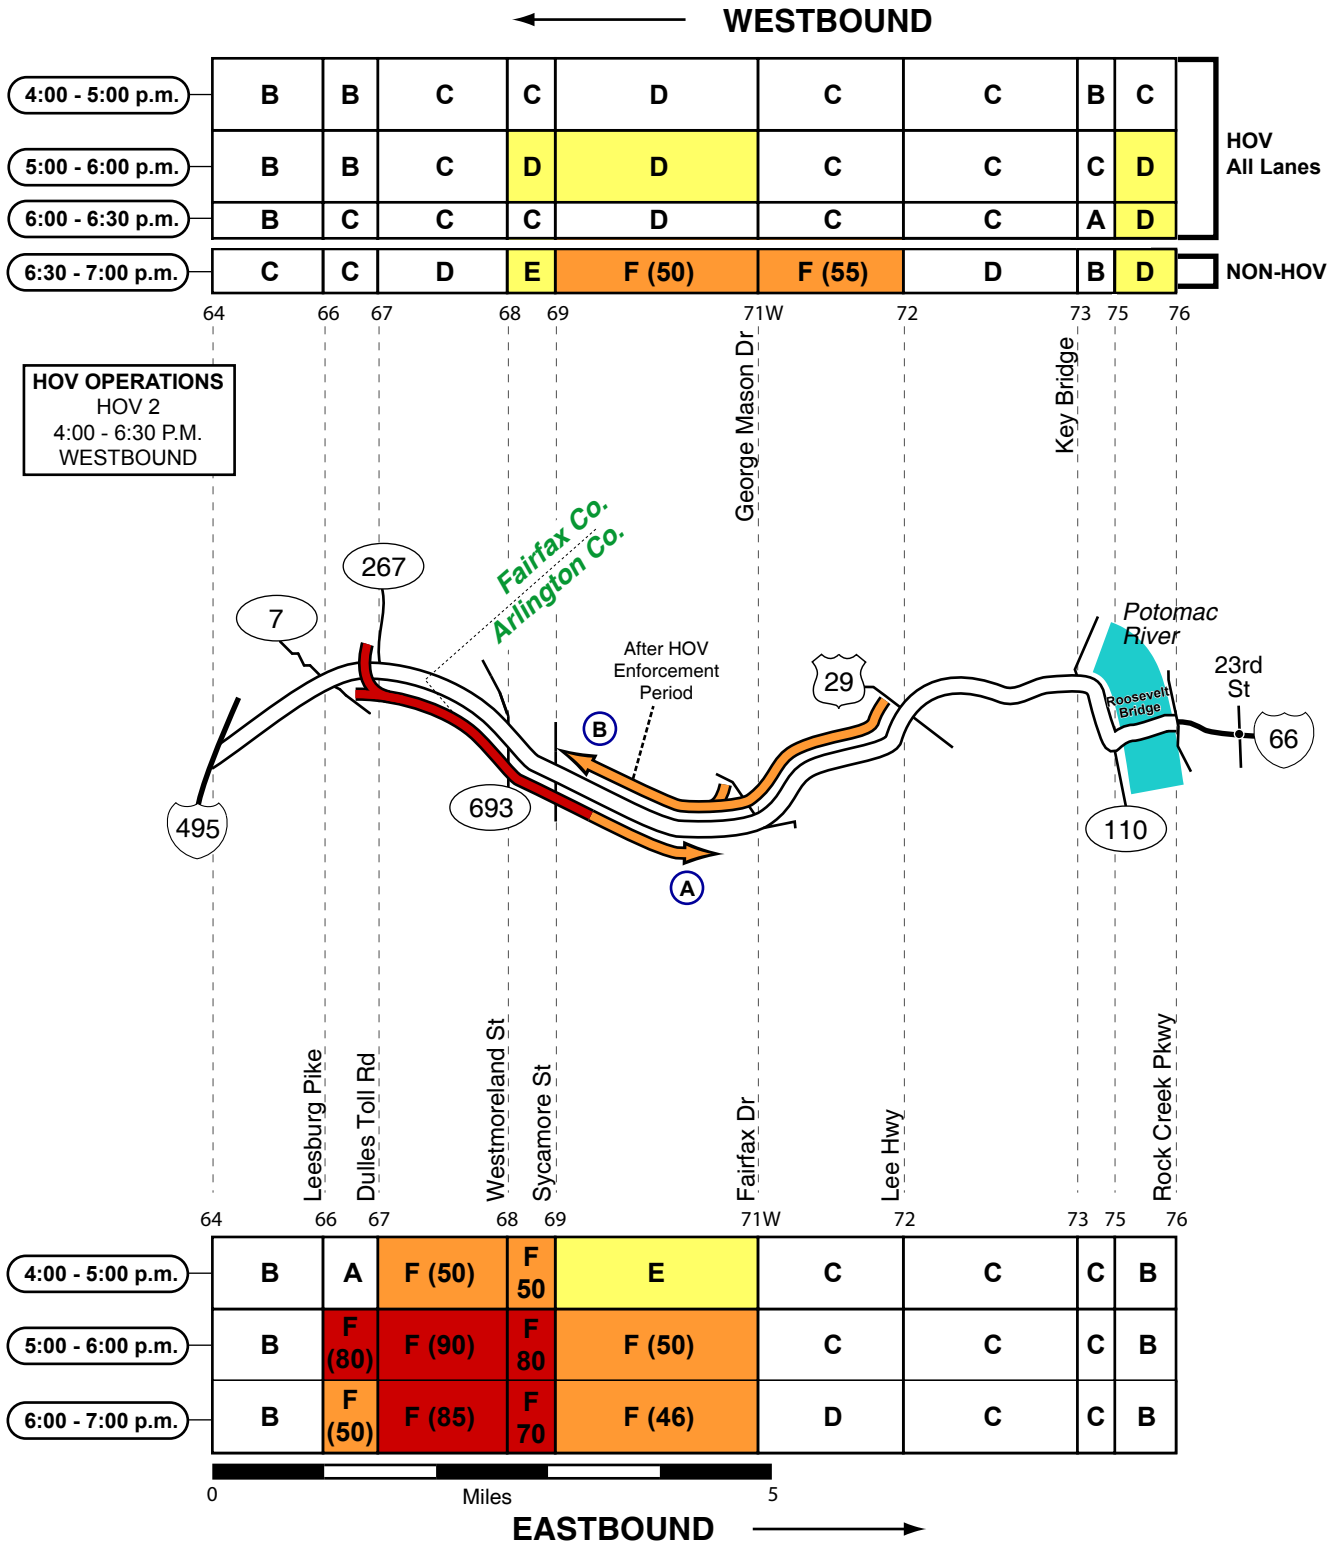 WESTBOUND
4:00 - 5:00 p.m. B B C C D C C B C
5:00 - 6:00 p.m. B B C D D C C C D
6:00 - 6:30 p.m. B C C C D C C A D
HOV
All Lanes
6:30 - 7:00 p.m. C C D E F (50) F (55) D B D NON-HOV
64 66 67 68 69 71W 72 73 75 76
George Mason Dr
Key Bridge
HOV OPERATIONS
HOV 2
4:00 - 6:30 P.M.
WESTBOUND
Fairfax Co.
Arlington Co.
267
7
After HOV
Enforcement
Period
B
29
Potomac
River
23rd
St
Roosevelt
Bridge
66
495
693
110
A
Leesburg Pike
Dulles Toll Rd
Westmoreland St
Sycamore St
Fairfax Dr
Lee Hwy
Rock Creek Pkwy
64 66 67 68 69 71W 72 73 75 76
4:00 - 5:00 p.m. B A F (50) F 50 E C C C B
5:00 - 6:00 p.m. B F (80) F (90) F 80 F (50) C C C B
6:00 - 7:00 p.m. B F (50) F (85) F 70 F (46) D C C B
0 Miles 5
EASTBOUND